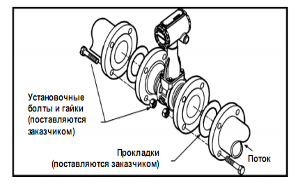 Установочные
болты и гайки
(поставляются
заказчиком)
Прокладки
(поставляются заказчиком)
Поток